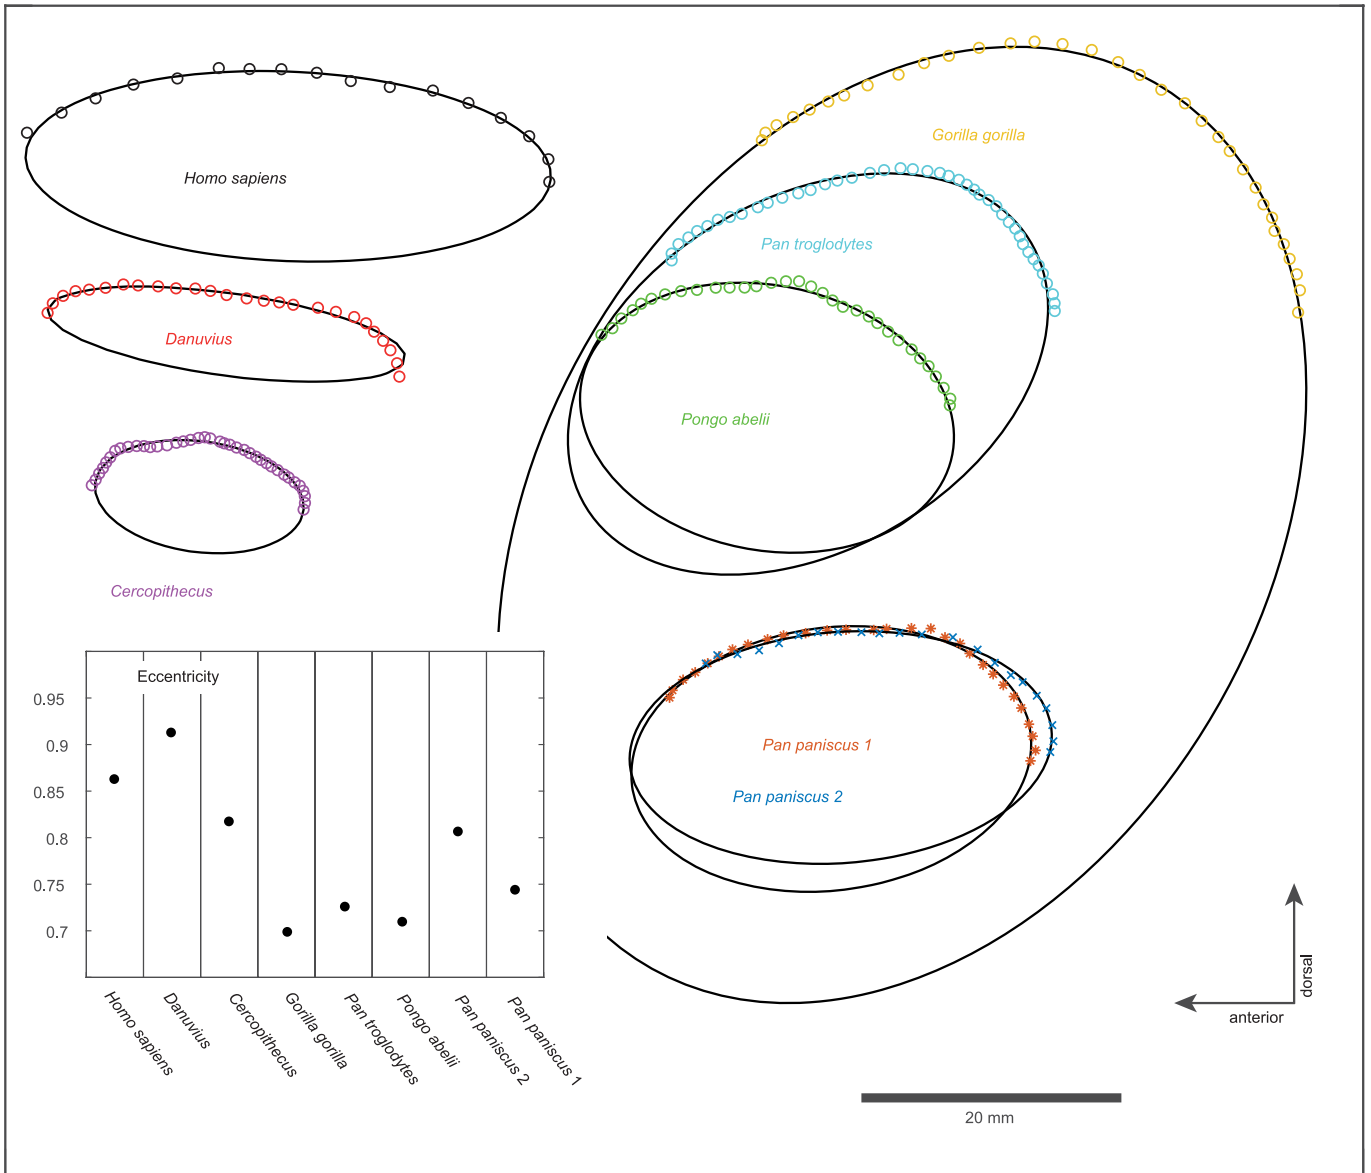 Homo sapiens
Danuvius
Cercopithecus
Gorilla gorilla
Pan troglodytes
Pongo abelii
Pan paniscus 1
Pan paniscus 2
Eccentricity
0.95
0.9
0.85
0.8
0.75
0.7
Homo sapiens
Danuvius
Cercopithecus
Gorilla gorilla
Pan troglodytes
Pongo abelii
Pan paniscus 2
Pan paniscus 1
dorsal
anterior
20 mm